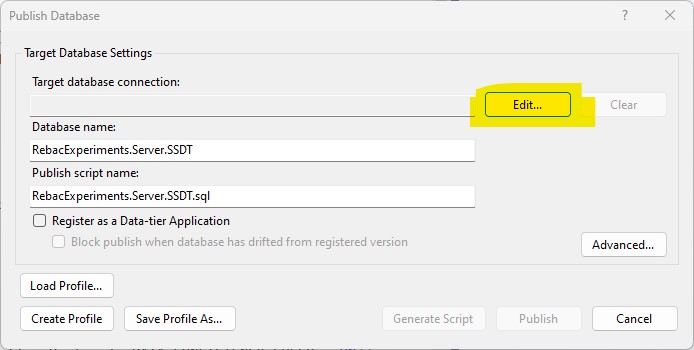 Publish Database
?
Target Database Settings
Target database connection:
Edit...
Clear
Database name:
RebacExperiments.Server.SSDT
Publish script name:
RebacExperiments.Server.SSDT.sql
Register as a Data-tier Application
Block publish when database has drifted from registered version
Advanced...
Load Profile...
Create Profile
Save Profile As...
Generate Script
Publish
Cancel